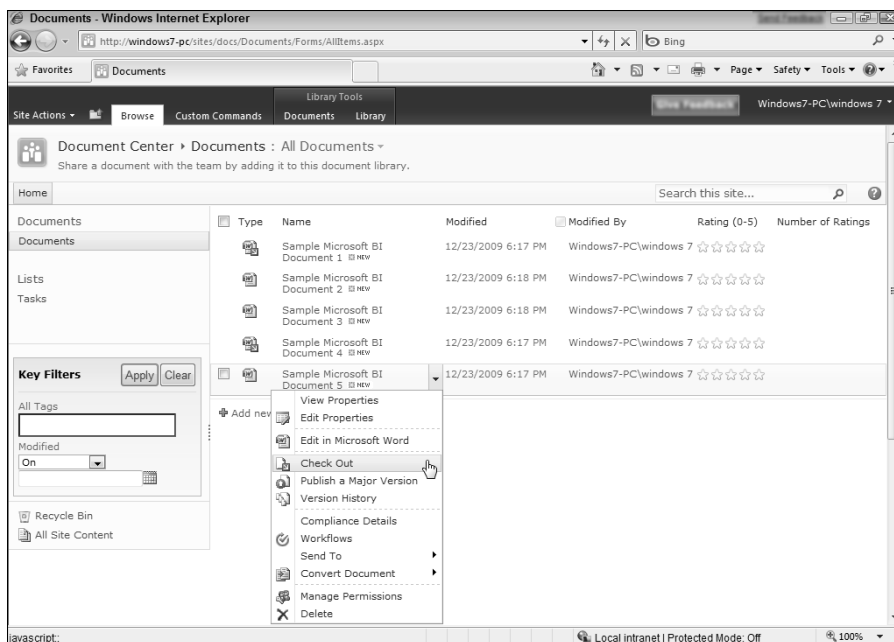 Documents - Windows Internet Explorer
http://windows7-pc/sites/docs/Documents/Forms/AllItems.aspx
Bing
Favorites
Documents
Page
Safety
Tools
Library Tools
Site Actions
Browse
Custom Commands
Documents
Library
Windows7-PC\windows 7
Document Center
Documents : All Documents
Share a document with the team by adding it to this document library.
Home
Search this site...
Documents
Documents
Lists
Tasks
Type
Name
Modified
Modified By
Rating (0-5)
Number of Ratings
Sample Microsoft BI
Document 1 NEW
12/23/2009 6:17 PM
Windows7-PC\windows 7
Sample Microsoft BI
Document 2 NEW
12/23/2009 6:18 PM
Windows7-PC\windows 7
Sample Microsoft BI
Document 3 NEW
12/23/2009 6:18 PM
Windows7-PC\windows 7
Sample Microsoft BI
Document 4 NEW
12/23/2009 6:17 PM
Windows7-PC\windows 7
Sample Microsoft BI
Document 5 NEW
12/23/2009 6:17 PM
Windows7-PC\windows 7
Add new
Key Filters
Apply
Clear
All Tags
Modified
On
Recycle Bin
All Site Content
View Properties
Edit Properties
Edit in Microsoft Word
Check Out
Publish a Major Version
Version History
Compliance Details
Workflows
Send To
Convert Document
Manage Permissions
Delete
javascript:;
Local intranet | Protected Mode: Off
100%